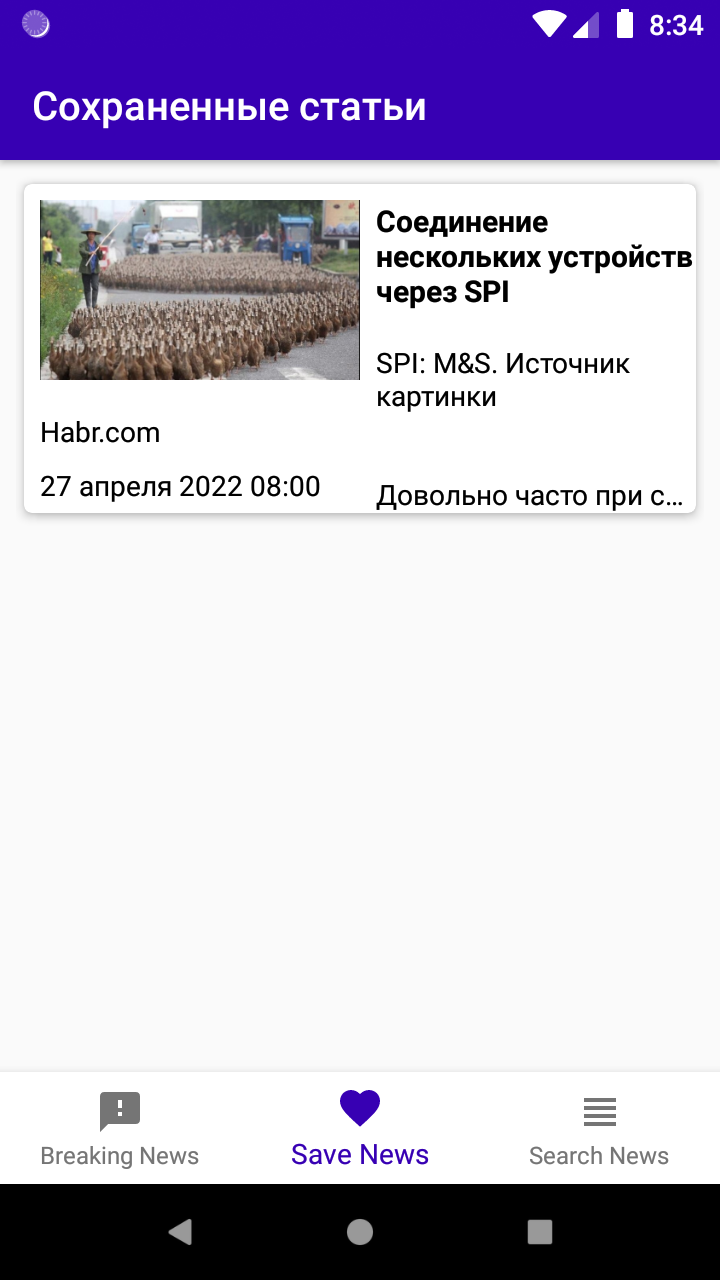 8:34
Сохраненные статьи
Соединение
нескольких устройств
через SPI
SPI: M&S. Источник
картинки
Habr.com
27 апреля 2022 08:00
Довольно часто при с…
Breaking News
Save News
Search News